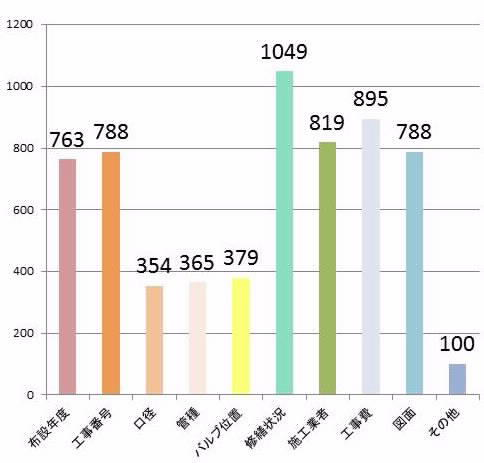 1200
1000
800
600
400
200
0
763
788
354
365
379
1049
819
895
788
100
布設年度
工事番号
口径
管種
バルブ位置
修繕状況
施工業者
工事費
図面
その他